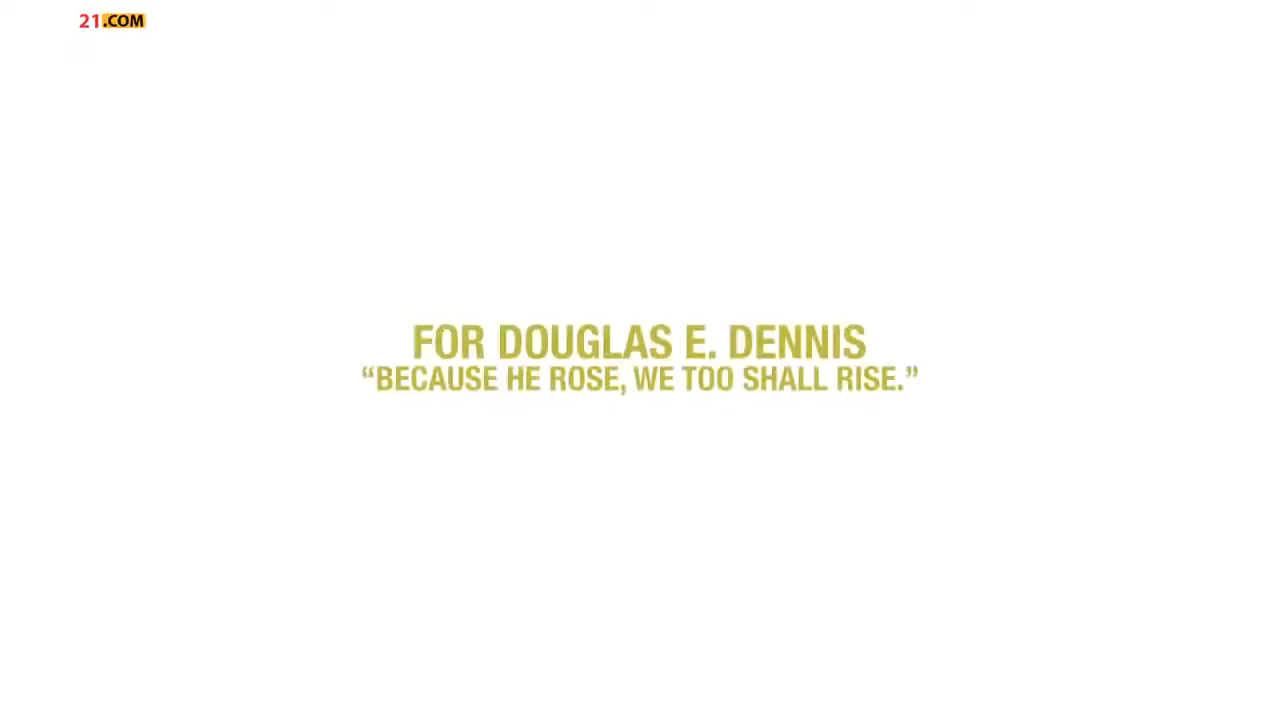 21.COM
FOR DOUGLAS E. DENNIS
“BECAUSE HE ROSE, WE TOO SHALL RISE.”